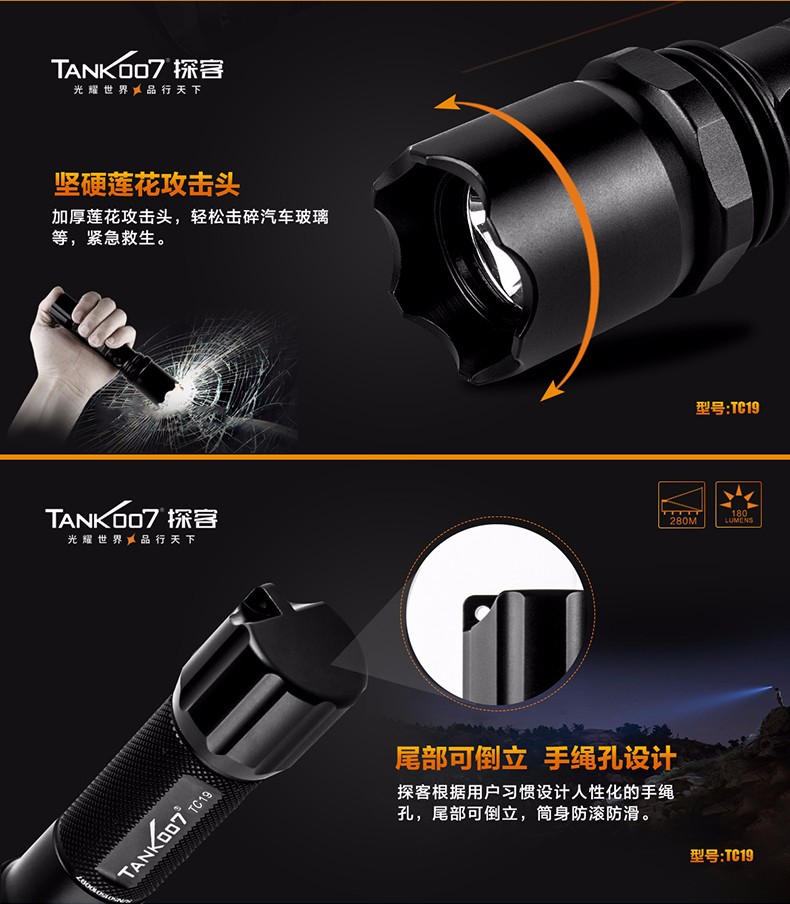 TANK007® 探客
光耀世界 品行天下
坚硬莲花攻击头
加厚莲花攻击头，轻松击碎汽车玻璃
等，紧急救生。
型号:TC19
TANK007® 探客
光耀世界 品行天下
280M
180
LUMENS
尾部可倒立 手绳孔设计
探客根据用户习惯设计人性化的手绳
孔，尾部可倒立，筒身防滚防滑。
TANK007® TC19
型号:TC19